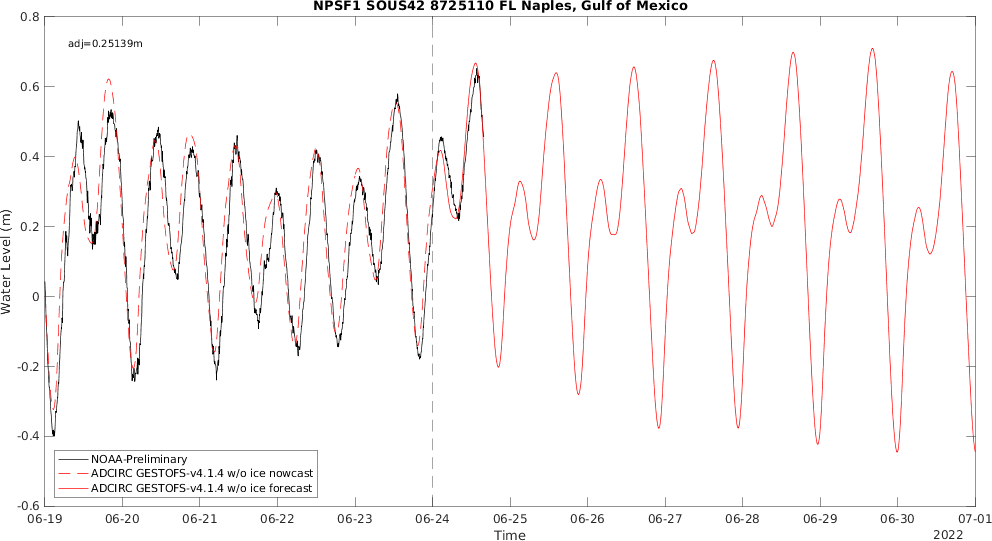 NPSF1 SOUS42 8725110 FL Naples, Gulf of Mexico
adj=0.25139m
0.8
0.6
0.4
0.2
0
-0.2
-0.4
-0.6
Water Level (m)
NOAA-Preliminary
ADCIRC GESTOFS-v4.1.4 w/o ice nowcast
ADCIRC GESTOFS-v4.1.4 w/o ice forecast
06-19 06-20 06-21 06-22 06-23 06-24 06-25 06-26 06-27 06-28 06-29 06-30 07-01
Time
2022